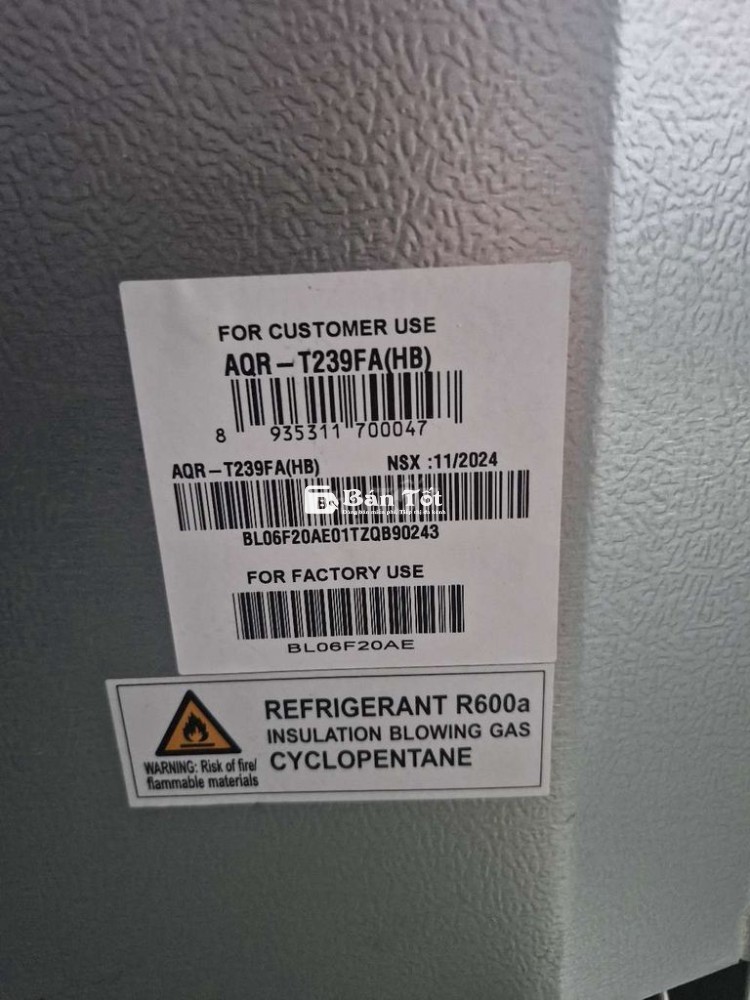 FOR CUSTOMER USE
AQR-T239FA(HB)
8 935311 700047
AQR-T239FA(HB) NSX :11/2024
Bán Tốt
BL06F20AE01TZQB90243
FOR FACTORY USE
BL06F20AE
REFRIGERANT R600a
INSULATION BLOWING GAS
CYCLOPENTANE
WARNING: Risk of fire/
flammable materials